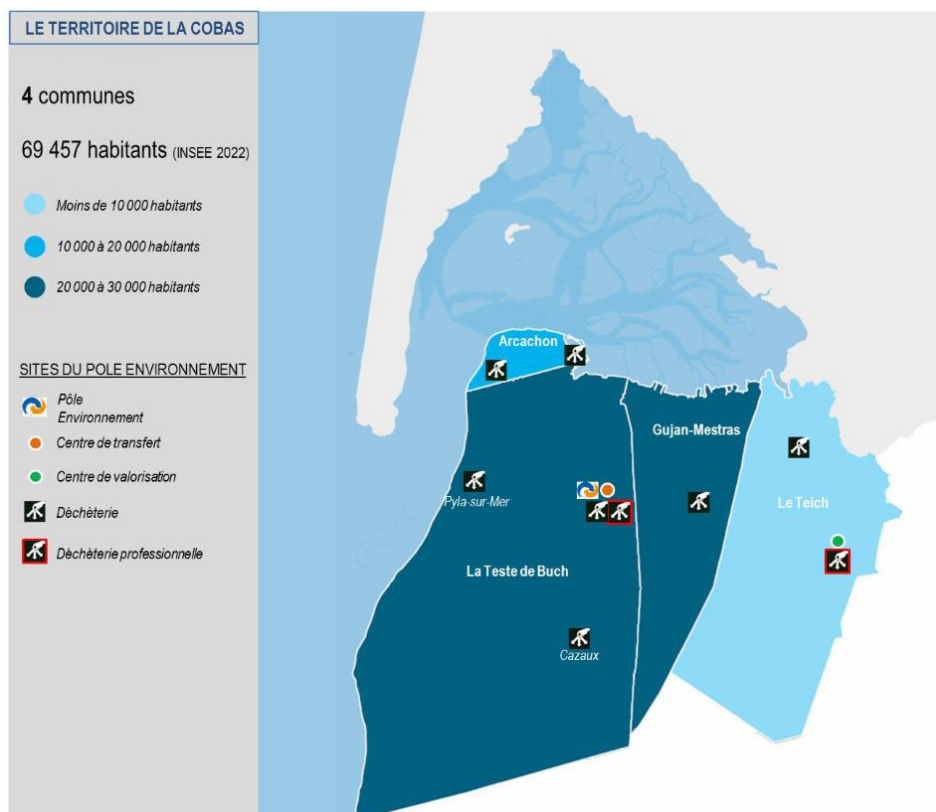 LE TERRITOIRE DE LA COBAS
4 communes
69 457 habitants (INSEE 2022)
Moins de 10 000 habitants
10 000 à 20 000 habitants
20 000 à 30 000 habitants
SITES DU POLE ENVIRONNEMENT
Pôle
Environnement
Centre de transfert
Centre de valorisation
Déchèterie
Déchèterie professionnelle
Arcachon
Gujan-Mestras
Le Teich
Pyla-sur-Mer
La Teste de Buch
Cazaux